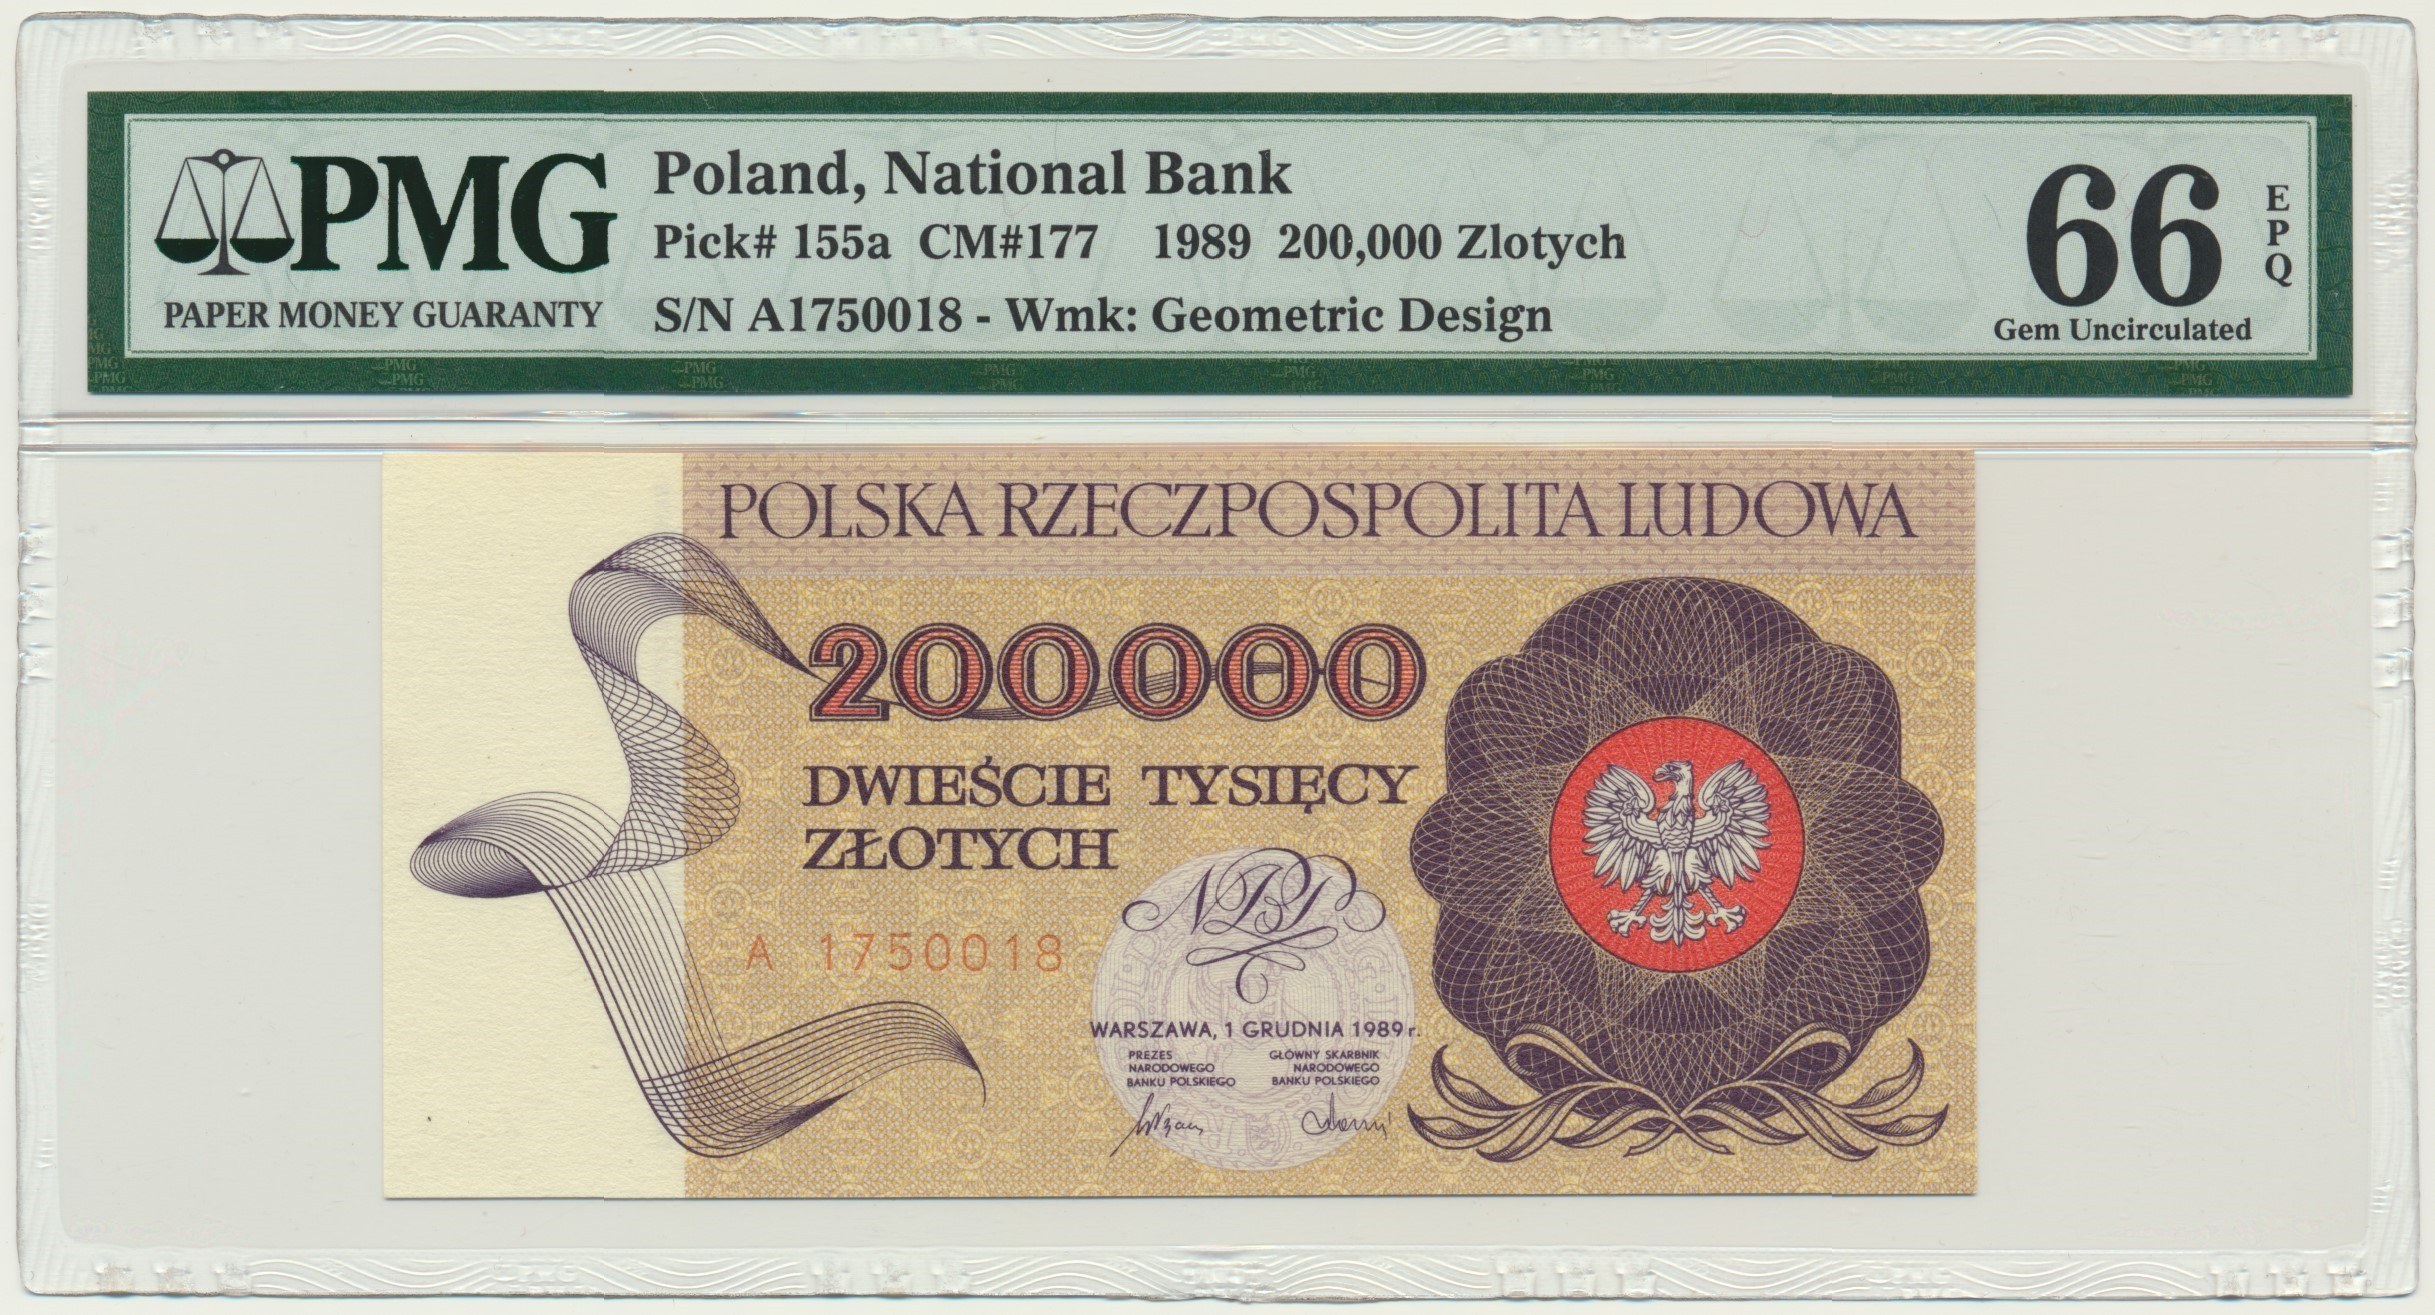 PMG
PAPER MONEY GUARANTY
Poland, National Bank
Pick# 155a CM#177 1989 200,000 Zlotych
S/N A1750018 - Wmk: Geometric Design
66
EPQ
Gem Uncirculated
POLSKA RZECZPOSPOLITA LUDOWA
200000
DWIEŚCIE TYSIĘCY
ZŁOTYCH
NBP
A 1750018
WARSZAWA, 1 GRUDNIA 1989 r.
PREZES
NARODOWEGO
BANKU POLSKIEGO
GŁÓWNY SKARBNIK
NARODOWEGO
BANKU POLSKIEGO